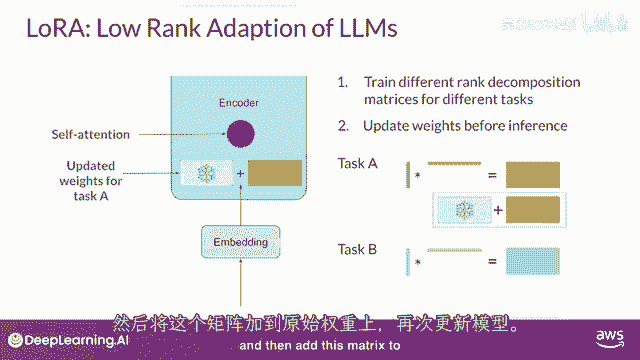 LoRA: Low Rank Adaption of LLMs
Encoder
Self-attention
Updated
weights for
task A
+
Embedding
1. Train different rank decomposition
matrices for different tasks
2. Update weights before inference
Task A
* =
+
Task B
* =
然后将这个矩阵加到原始权重上，再次更新模型。
and then add this matrix to
DeepLearning.AI
aws